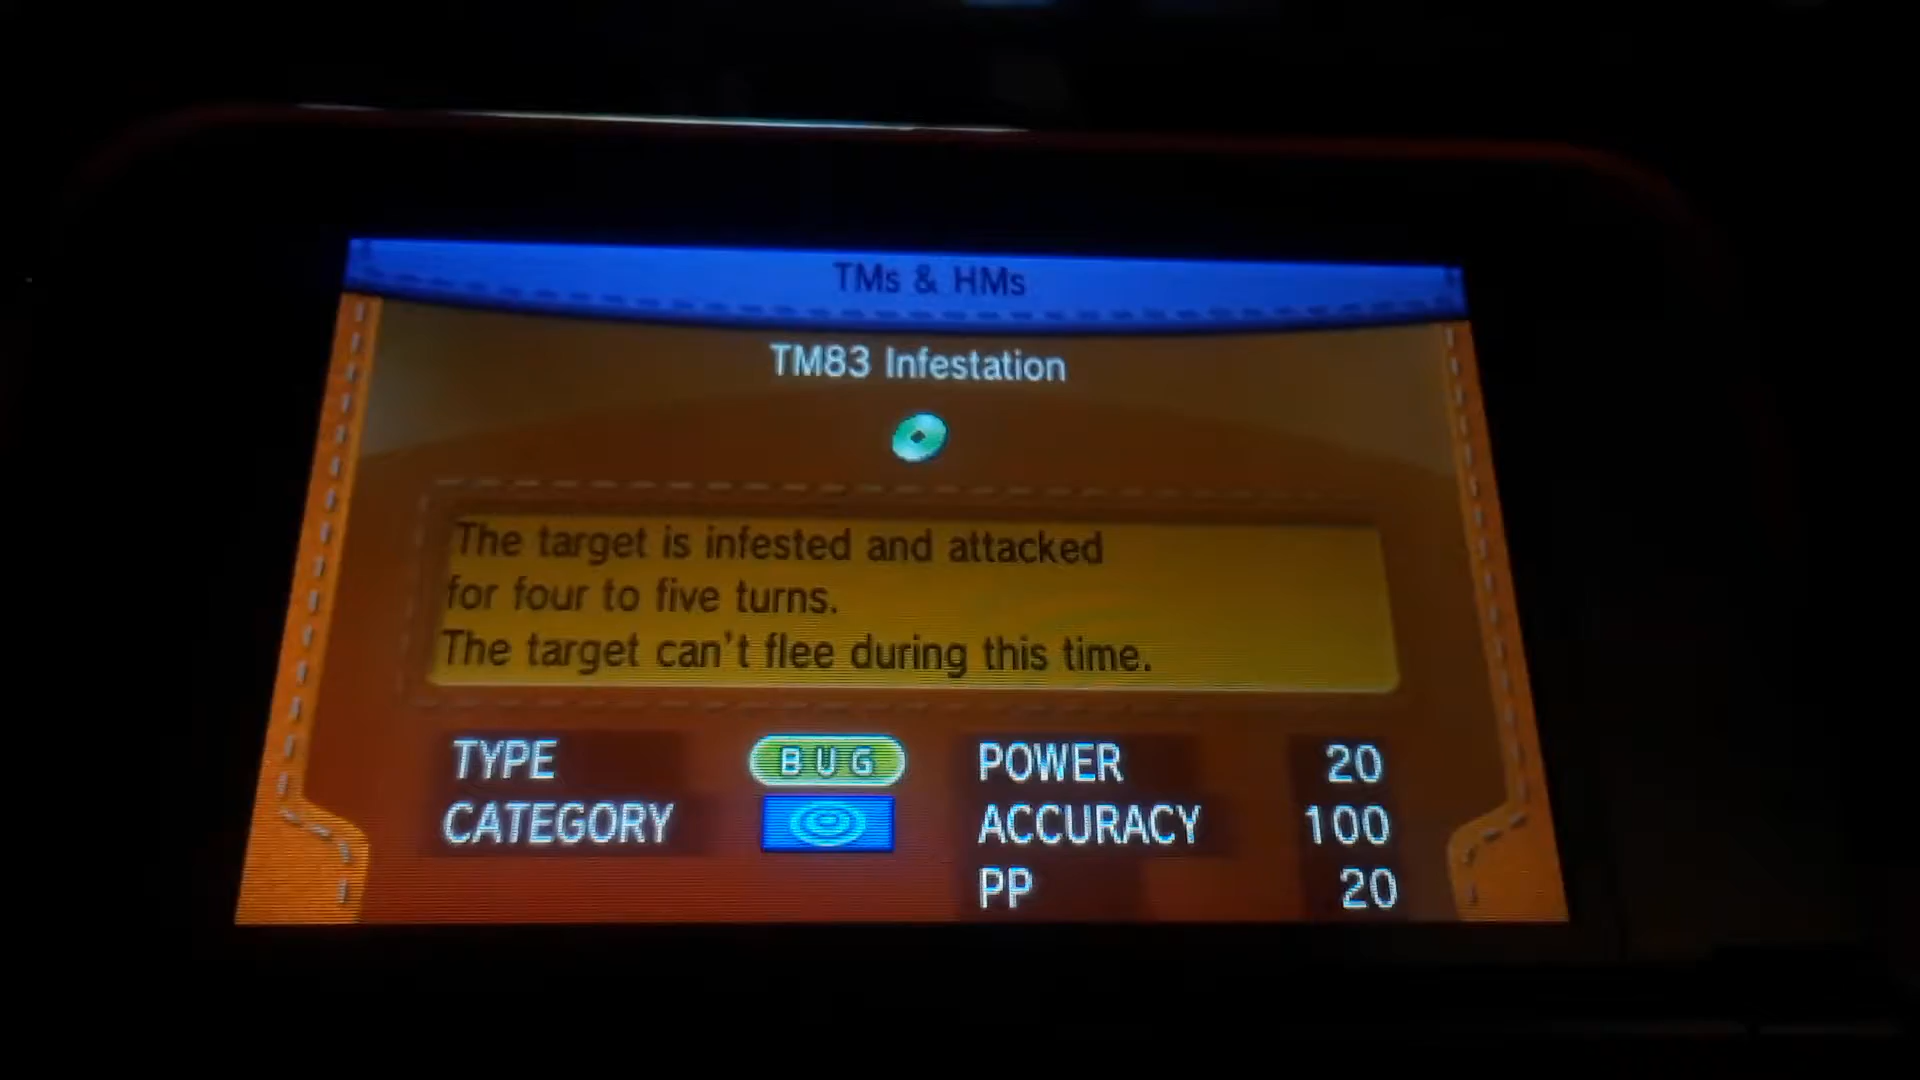 TMs & HMs
TM83 Infestation
The target is infested and attacked
for four to five turns.
The target can't flee during this time.
TYPE BUG POWER 20
CATEGORY ACCURACY 100
PP 20